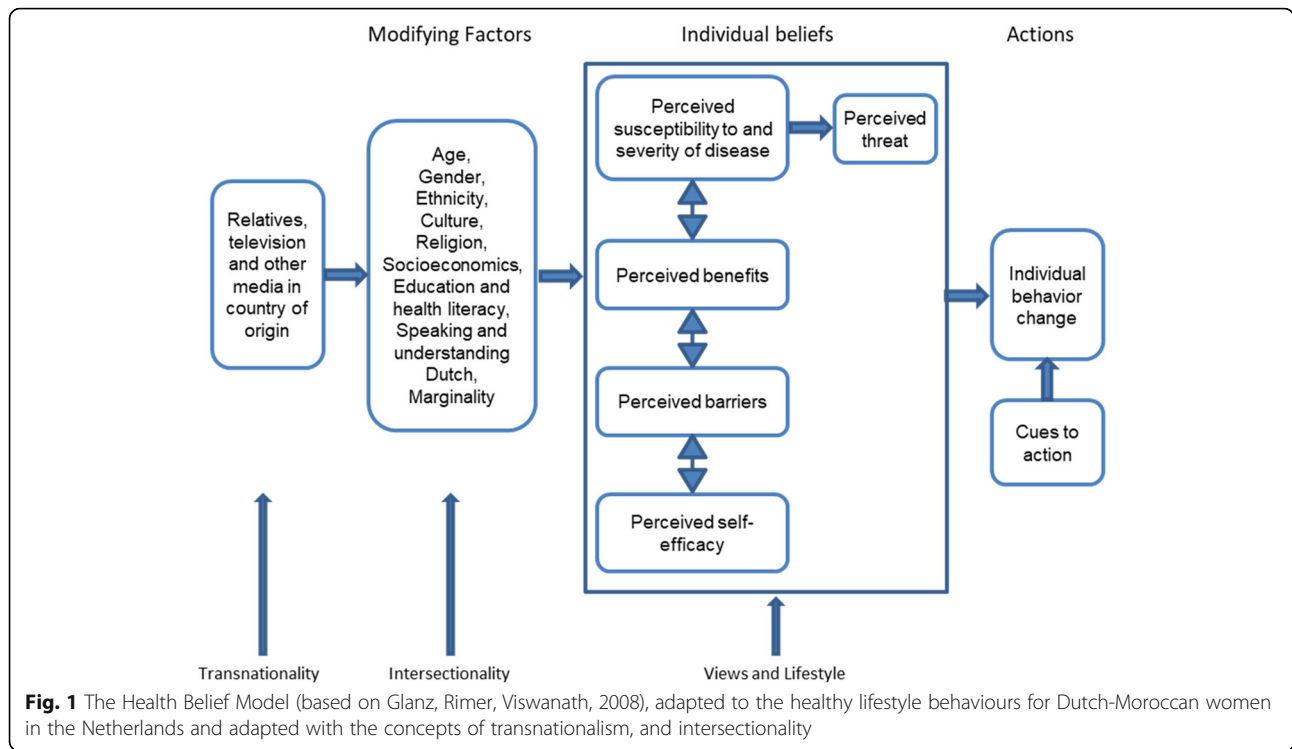 Modifying Factors
Individual beliefs
Actions
Relatives,
television
and other
media in
country of
origin
Age,
Gender,
Ethnicity,
Culture,
Religion,
Socioeconomics,
Education and
health literacy,
Speaking and
understanding
Dutch,
Marginality
Perceived
susceptibility to and
severity of disease
Perceived
threat
Perceived benefits
Perceived barriers
Perceived self-
efficacy
Individual
behavior
change
Cues to
action
Transnationality
Intersectionality
Views and Lifestyle
Fig. 1 The Health Belief Model (based on Glanz, Rimer, Viswanath, 2008), adapted to the healthy lifestyle behaviours for Dutch-Moroccan women
in the Netherlands and adapted with the concepts of transnationalism, and intersectionality